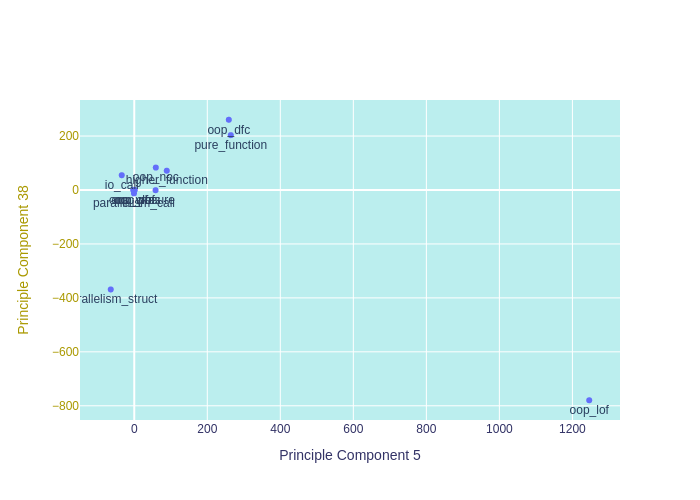 200
0
−200
−400
−600
−800
Principle Component 38
oop_dfc
pure_function
oop_noc
higher_function
io_call
parallelism_call
allelism_struct
oop_lof
0
200
400
600
800
1000
1200
Principle Component 5